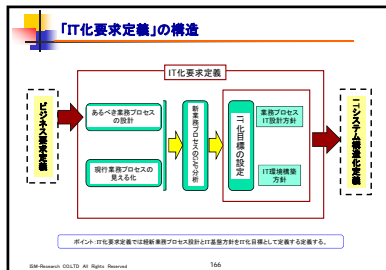 「IT化要求定義」の構造
IT化要求定義
ビジネス要求定義
あるべき業務プロセス
の設計
現行業務プロセスの
見える化
新業務プロセスのGAP分析
IT化目標の設定
業務プロセス
IT設計方針
IT環境構築
方針
ITシステム構造化定義
ポイント：IT化要求定義では経新業務プロセス設計とIT基盤方針をIT化目標として定義する定義する。
ISM-Research CO.LTD All Rights Reserved
166